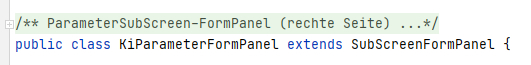 /** ParameterSubScreen-FormPanel (rechte Seite) ...*/
public class KiParameterFormPanel extends SubScreenFormPanel {